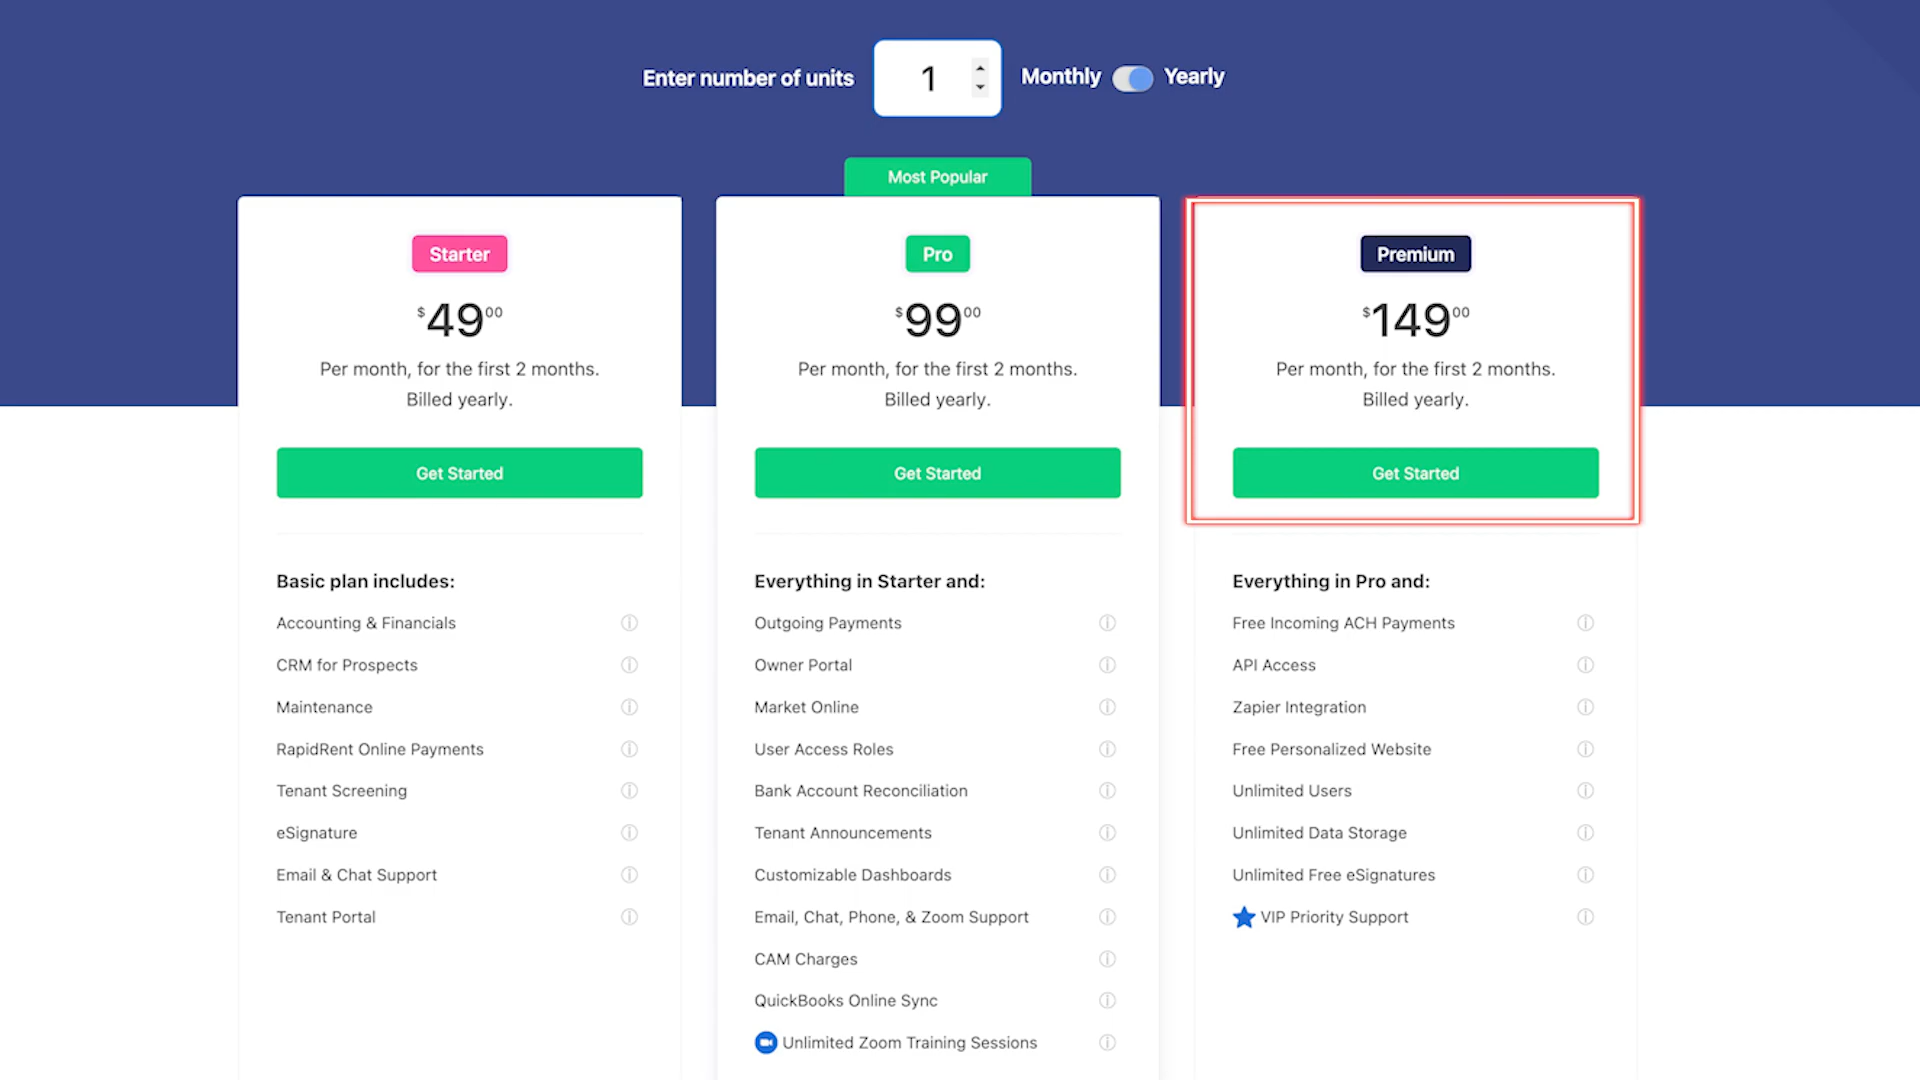 Enter number of units
1
Monthly
Yearly
Most Popular
Starter
$49.00
Per month, for the first 2 months.
Billed yearly.
Get Started
Basic plan includes:
Accounting & Financials
CRM for Prospects
Maintenance
RapidRent Online Payments
Tenant Screening
eSignature
Email & Chat Support
Tenant Portal
Pro
$99.00
Per month, for the first 2 months.
Billed yearly.
Get Started
Everything in Starter and:
Outgoing Payments
Owner Portal
Market Online
User Access Roles
Bank Account Reconciliation
Tenant Announcements
Customizable Dashboards
Email, Chat, Phone, & Zoom Support
CAM Charges
QuickBooks Online Sync
Unlimited Zoom Training Sessions
Premium
$149.00
Per month, for the first 2 months.
Billed yearly.
Get Started
Everything in Pro and:
Free Incoming ACH Payments
API Access
Zapier Integration
Free Personalized Website
Unlimited Users
Unlimited Data Storage
Unlimited Free eSignatures
VIP Priority Support